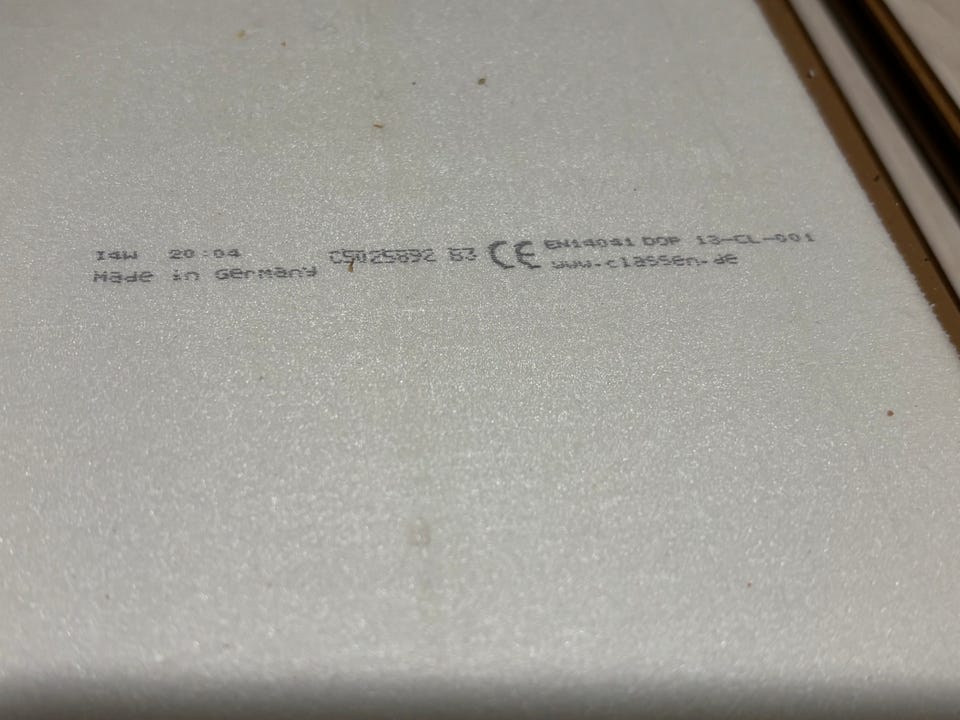 I4W 20:04 C5025892 B3 CE EN14041 DOP 13-CL-001
Made in Germany www.classen.de